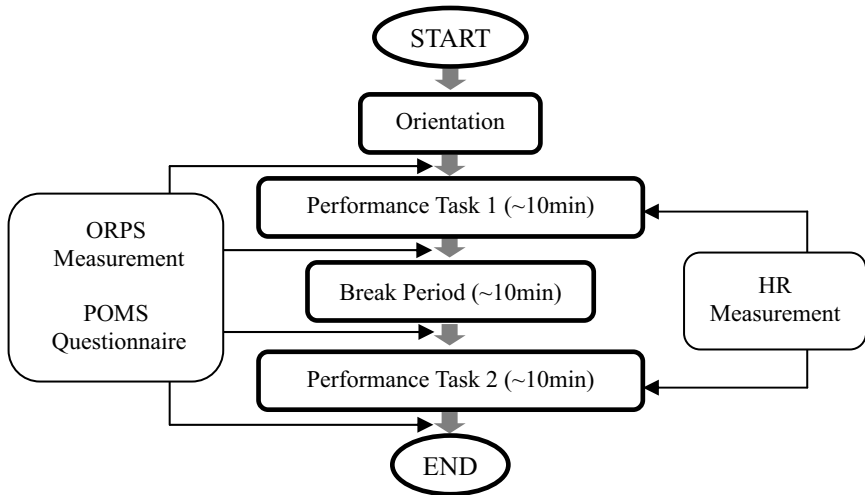 START
Orientation
Performance Task 1 (~10min)
ORPS
Measurement
POMS
Questionnaire
Break Period (~10min)
HR
Measurement
Performance Task 2 (~10min)
END